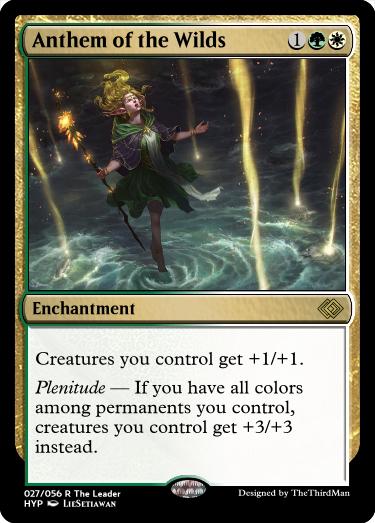 Anthem of the Wilds 1
Enchantment
Creatures you control get +1/+1.
Plenitude — If you have all colors
among permanents you control,
creatures you control get +3/+3
instead.
027/056 R The Leader
HYP LieSetiawan
Designed by TheThirdMan